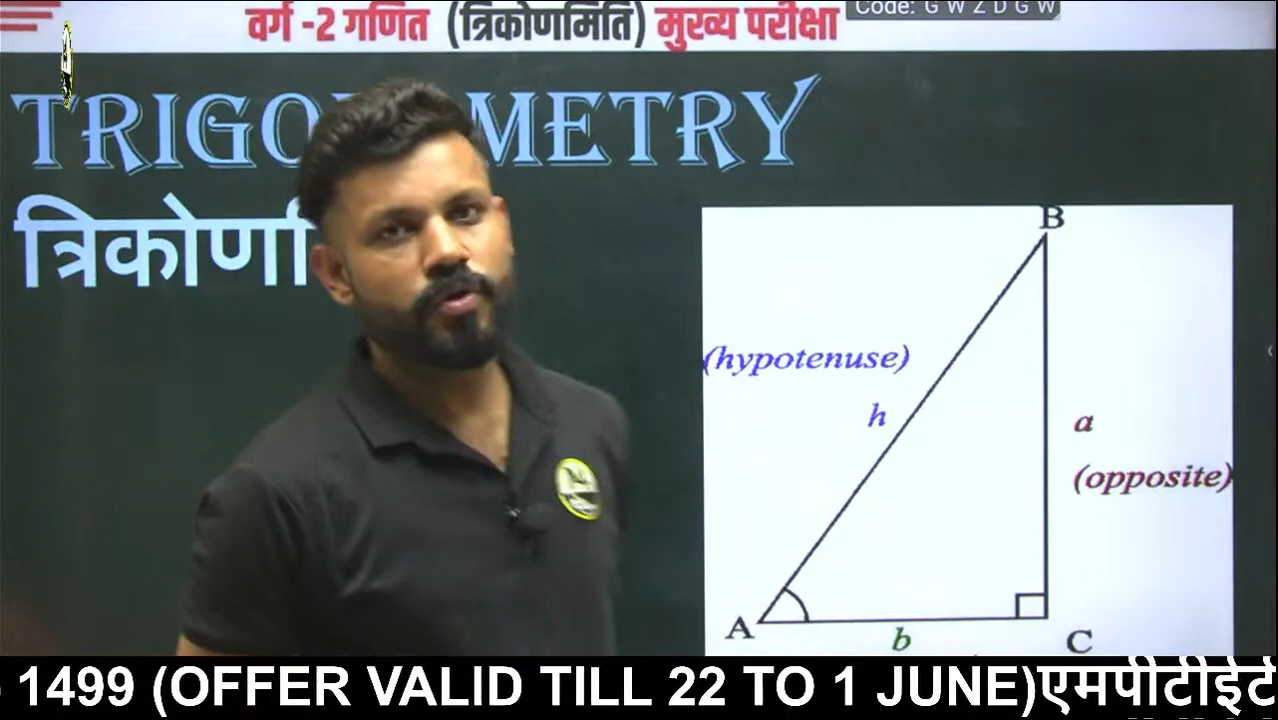 वर्ग -2 गणित (त्रिकोणमिति) मुख्य परीक्षा
Code: G W Z D G W
TRIGO METRY
त्रिकोण
B
(hypotenuse)
h
a
(opposite)
A
b
C
1499 (OFFER VALID TILL 22 TO 1 JUNE)एमपीटीईट